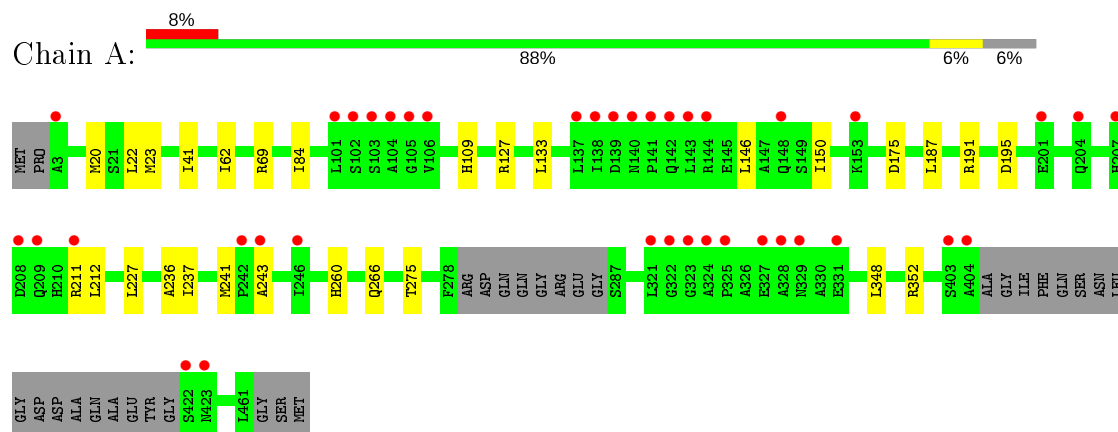 8%
Chain A:
88% 6% 6%
MET PRO A3 M20 S21 L22 M23 I41 I62 R69 I84 L101 S102 S103 A104 G105 V106 H109 R127 L133 L137 I138 D139 N140 P141 Q142 L143 R144 E145 L146 A147 Q148 S149 I150 K153 D175 L187 R191 D195 E201 Q204 H207
D208 Q209 H210 R211 L212 L227 A236 I237 M241 P242 A243 I246 H260 Q266 T275 F278 ARG ASP GLN GLN GLY ARG GLU GLY S287 L321 G322 G323 A324 P325 A326 E327 A328 N329 A330 E331 L348 R352 S403 A404 ALA GLY ILE PHE GLN SER ASN LEU
GLY ASP ASP ALA GLN ALA GLU TYR GLY S422 N423 L461 GLY SER MET